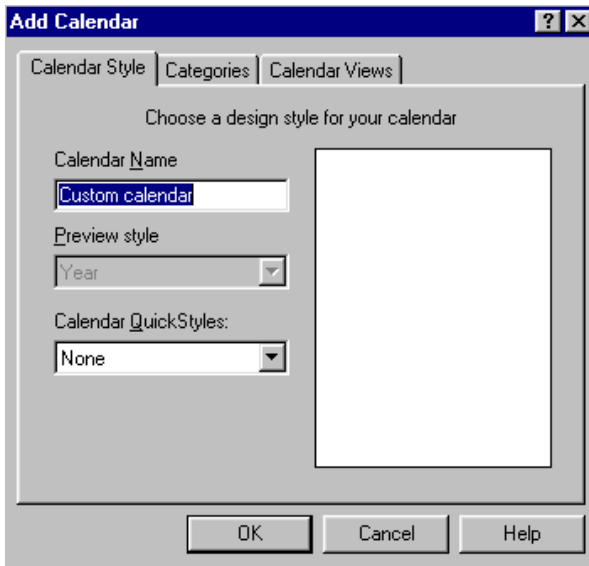 Add Calendar
Calendar Style Categories Calendar Views
Choose a design style for your calendar
Calendar Name
Custom calendar
Preview style
Year
Calendar QuickStyles:
None
OK Cancel Help